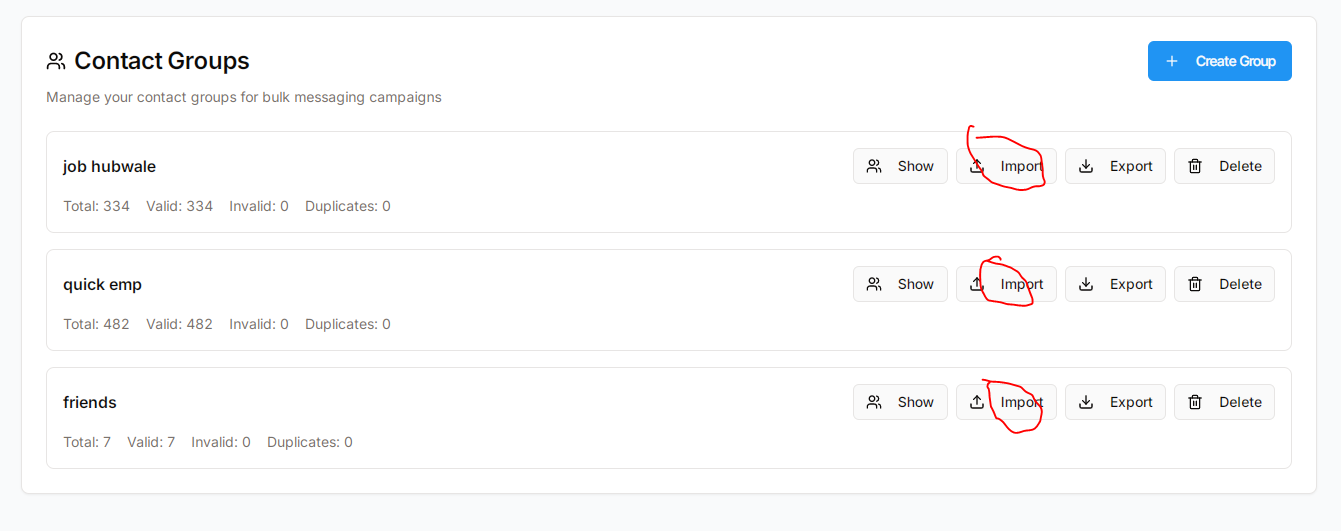 Contact Groups
Create Group
Manage your contact groups for bulk messaging campaigns
job hubwale
Show Import Export Delete
Total: 334 Valid: 334 Invalid: 0 Duplicates: 0
quick emp
Show Import Export Delete
Total: 482 Valid: 482 Invalid: 0 Duplicates: 0
friends
Show Import Export Delete
Total: 7 Valid: 7 Invalid: 0 Duplicates: 0